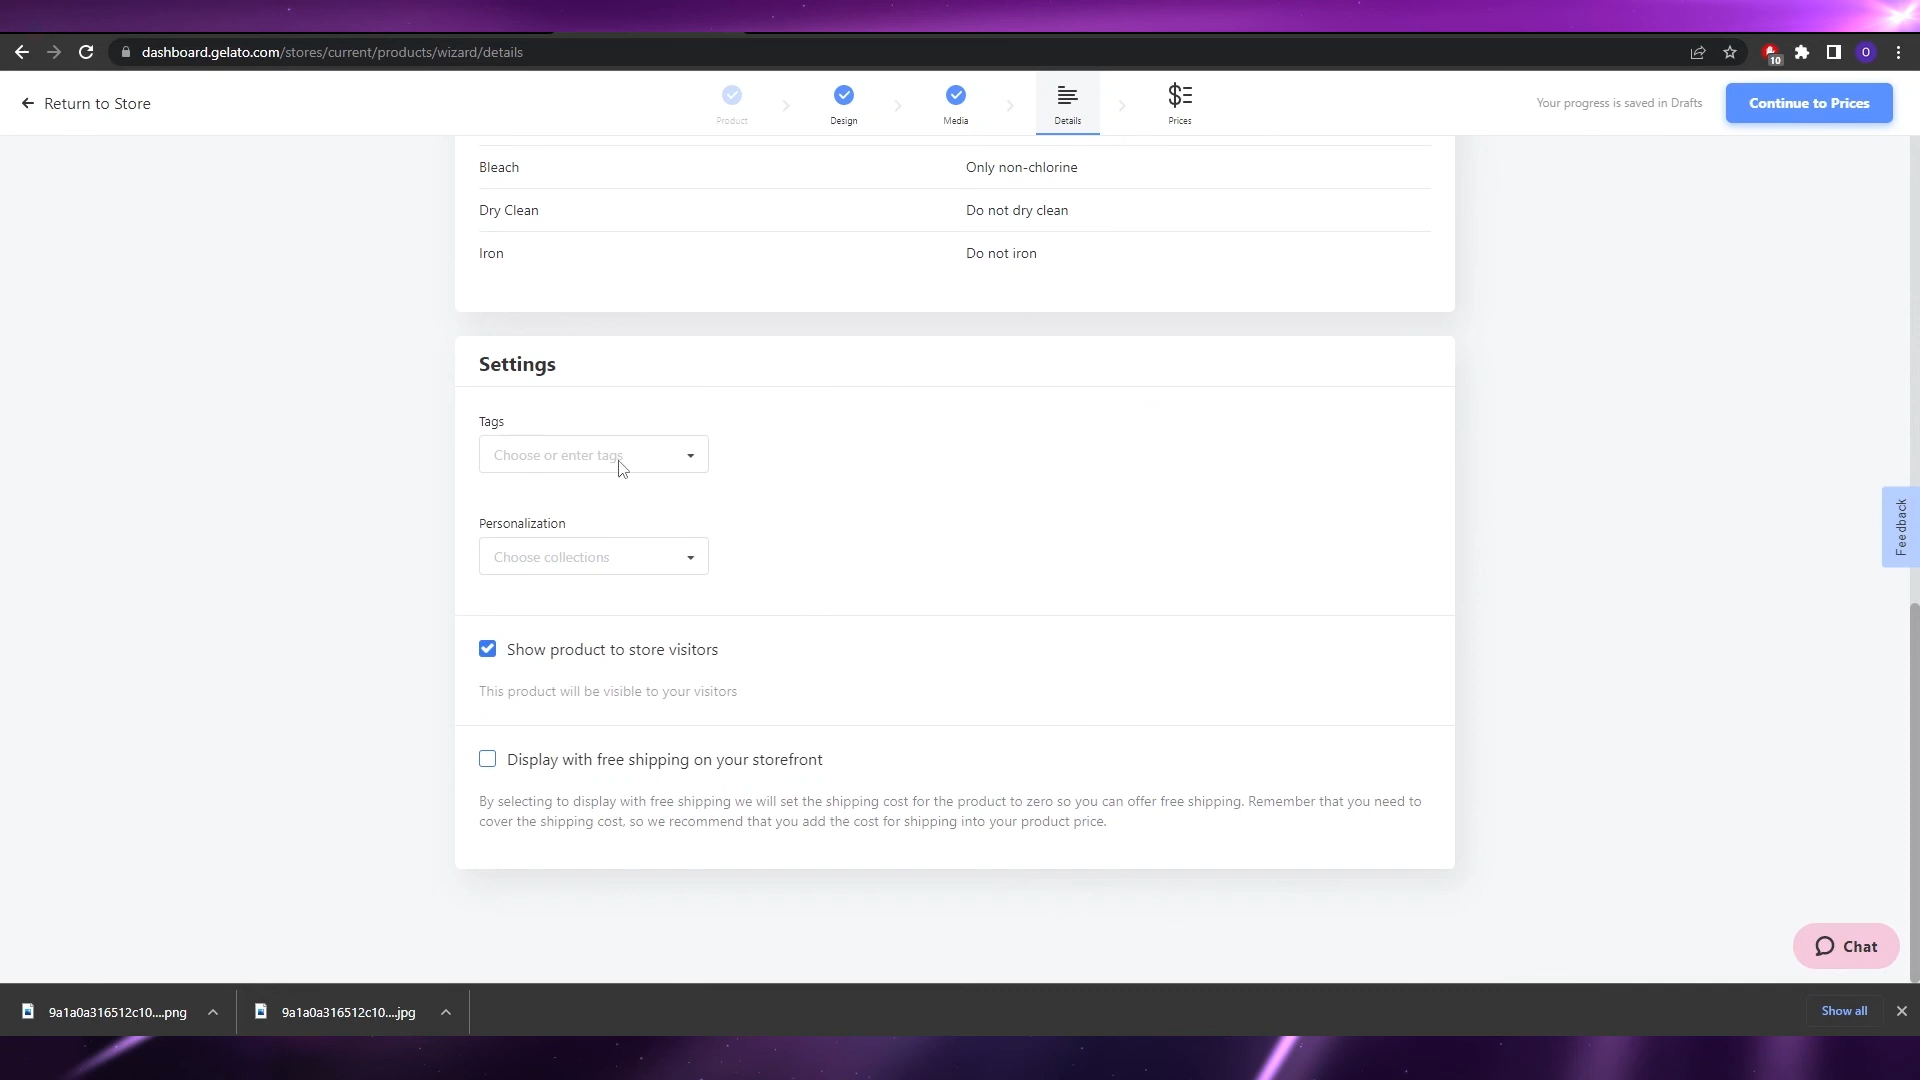 dashboard.gelato.com/stores/current/products/wizard/details
10
O
Return to Store
Product
Design
Media
Details
Prices
Your progress is saved in Drafts
Continue to Prices
Bleach Only non-chlorine
Dry Clean Do not dry clean
Iron Do not iron
Settings
Tags
Choose or enter tags
Personalization
Choose collections
Show product to store visitors
This product will be visible to your visitors
Display with free shipping on your storefront
By selecting to display with free shipping we will set the shipping cost for the product to zero so you can offer free shipping. Remember that you need to
cover the shipping cost, so we recommend that you add the cost for shipping into your product price.
Feedback
Chat
9a1a0a316512c10....png
9a1a0a316512c10....jpg
Show all